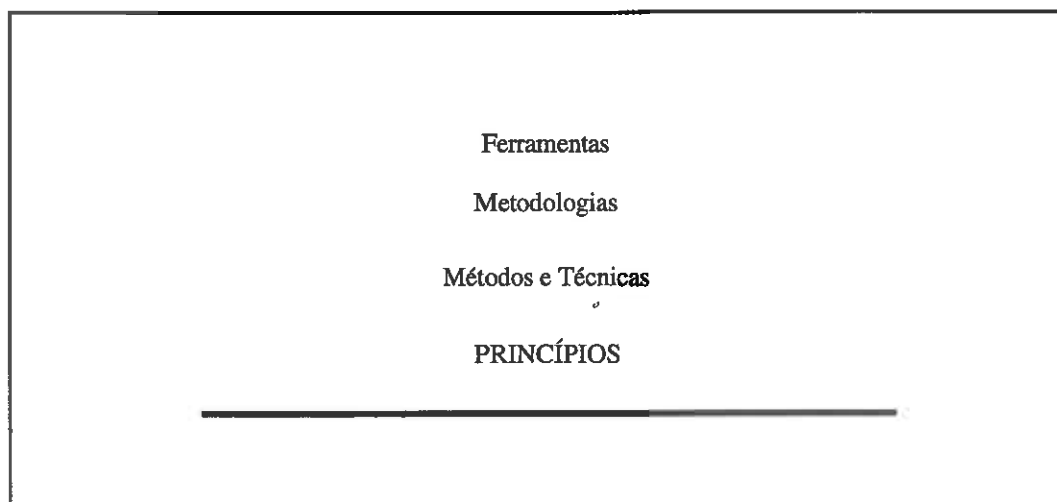 Ferramentas
Metodologias
Métodos e Técnicas
PRINCÍPIOS